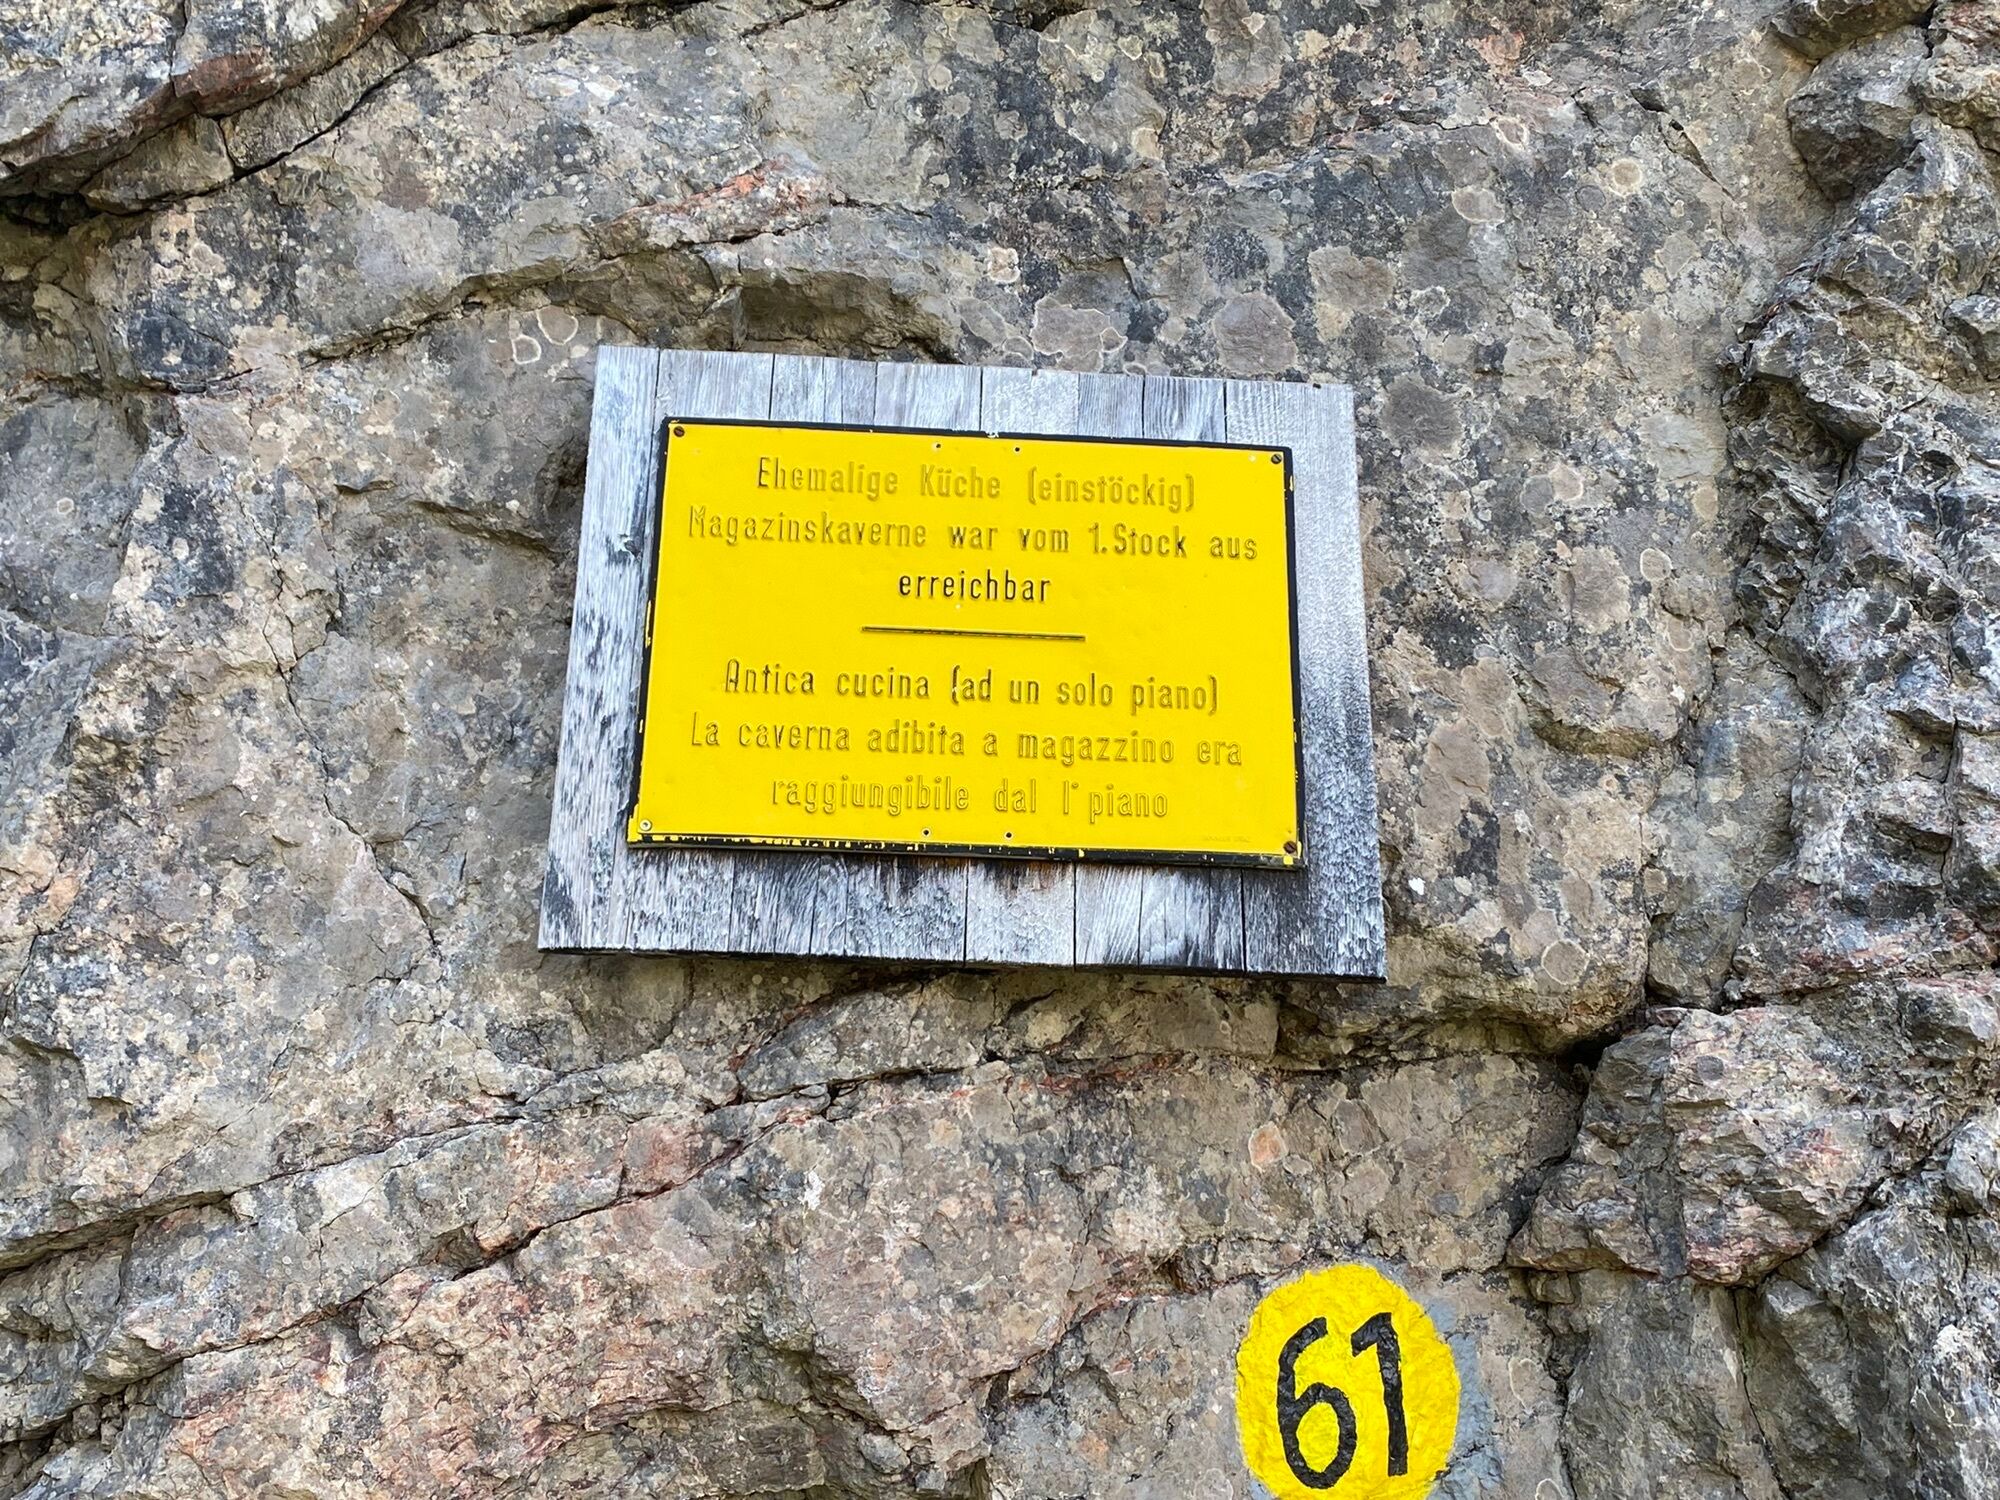 Ehemalige Küche (einstöckig)
Magazinskaverne war vom 1.Stock aus
erreichbar
Antica cucina (ad un solo piano)
La caverna adibita a magazzino era
raggiungibile dal 1° piano
61